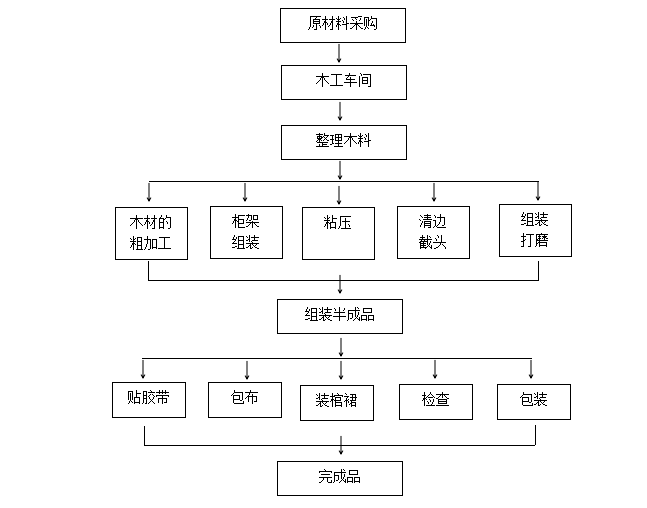 原材料采购
木工车间
整理木料
木材的
粗加工
柜架
组装
粘压
清边
截头
组装
打磨
组装半成品
贴胶带
包布
装棺裙
检查
包装
完成品